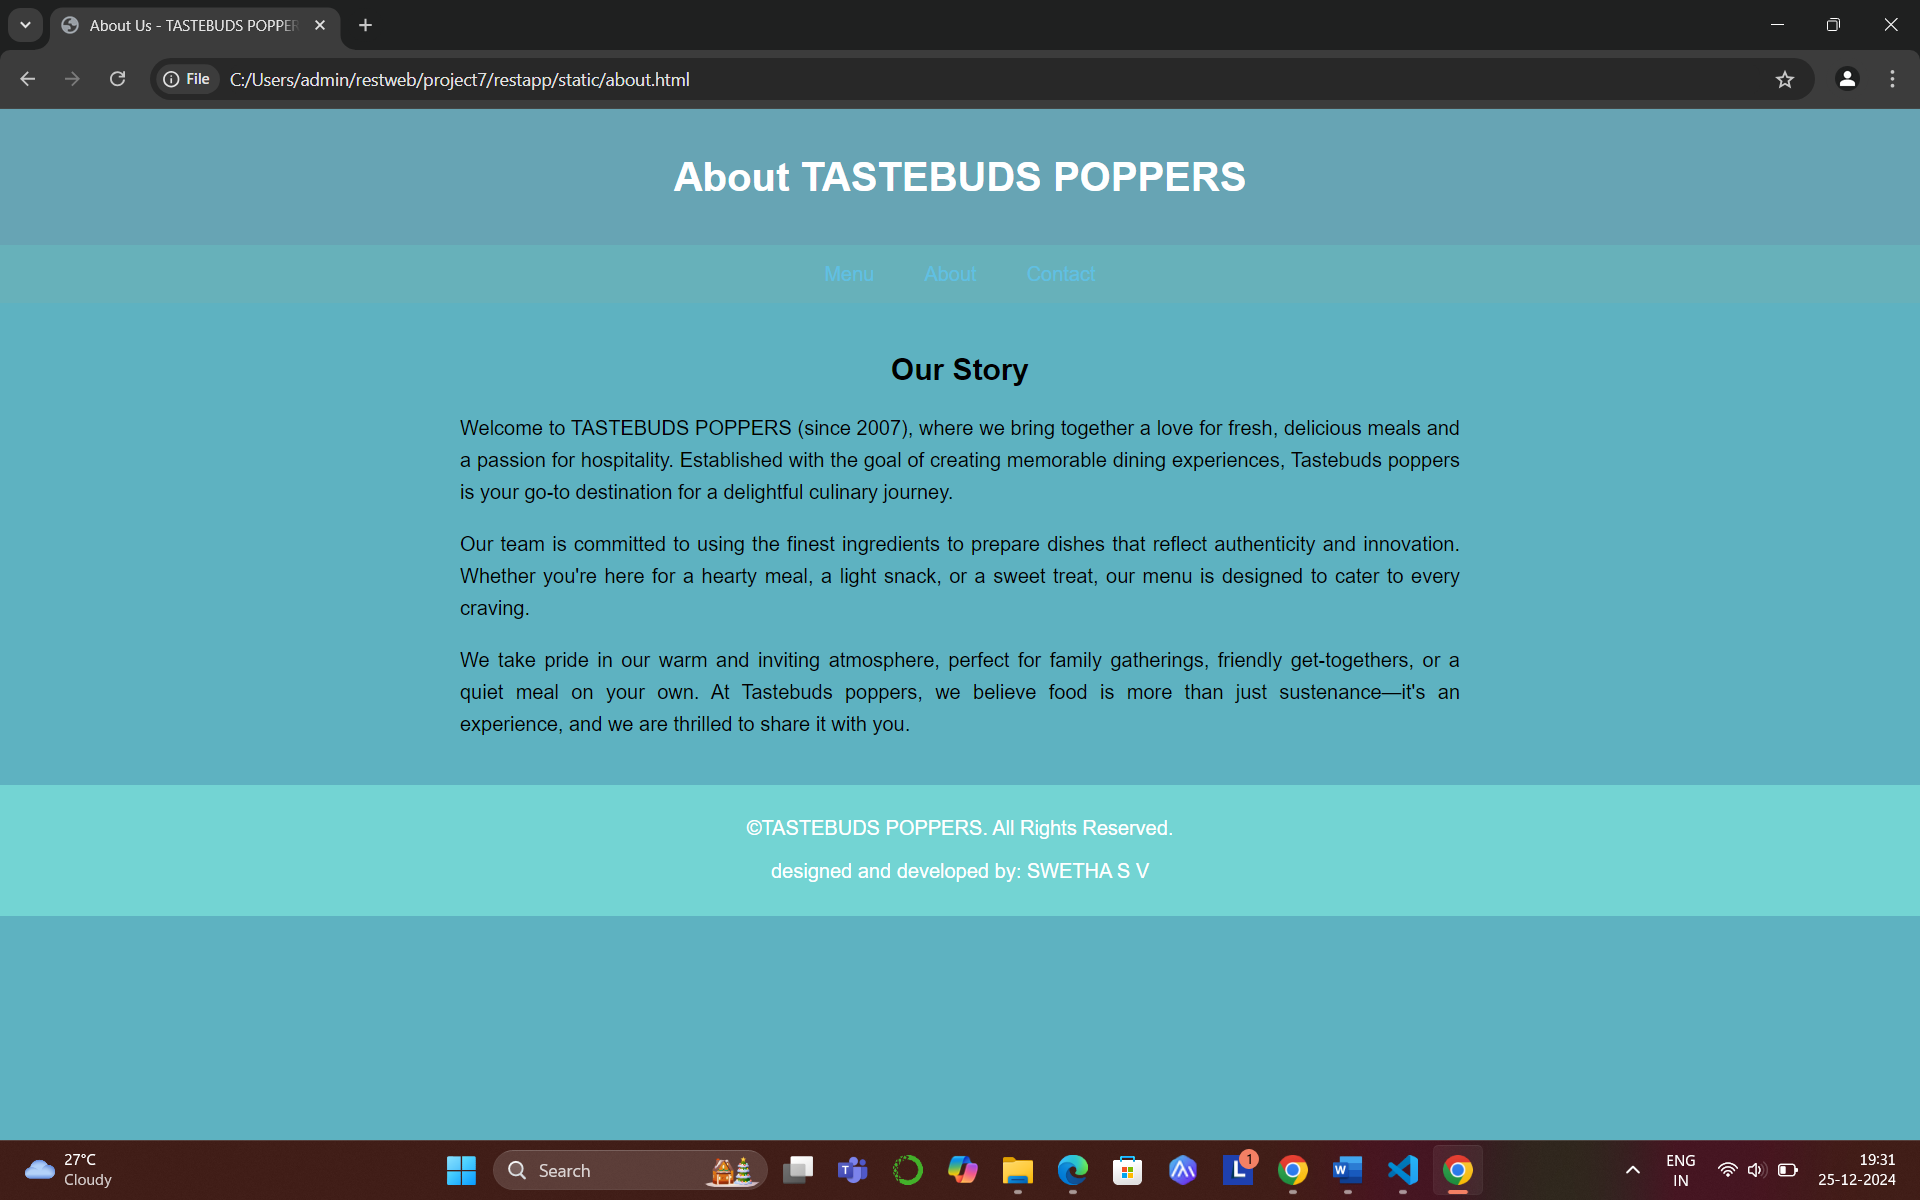 About Us - TASTEBUDS POPPER
File
C:/Users/admin/restweb/project7/restapp/static/about.html
About TASTEBUDS POPPERS
Menu About Contact
Our Story
Welcome to TASTEBUDS POPPERS (since 2007), where we bring together a love for fresh, delicious meals and
a passion for hospitality. Established with the goal of creating memorable dining experiences, Tastebuds poppers
is your go-to destination for a delightful culinary journey.
Our team is committed to using the finest ingredients to prepare dishes that reflect authenticity and innovation.
Whether you're here for a hearty meal, a light snack, or a sweet treat, our menu is designed to cater to every
craving.
We take pride in our warm and inviting atmosphere, perfect for family gatherings, friendly get-togethers, or a
quiet meal on your own. At Tastebuds poppers, we believe food is more than just sustenance—it's an
experience, and we are thrilled to share it with you.
©TASTEBUDS POPPERS. All Rights Reserved.
designed and developed by: SWETHA S V
27°C
Cloudy
Search
T
L
1
W
ENG
IN
19:31
25-12-2024